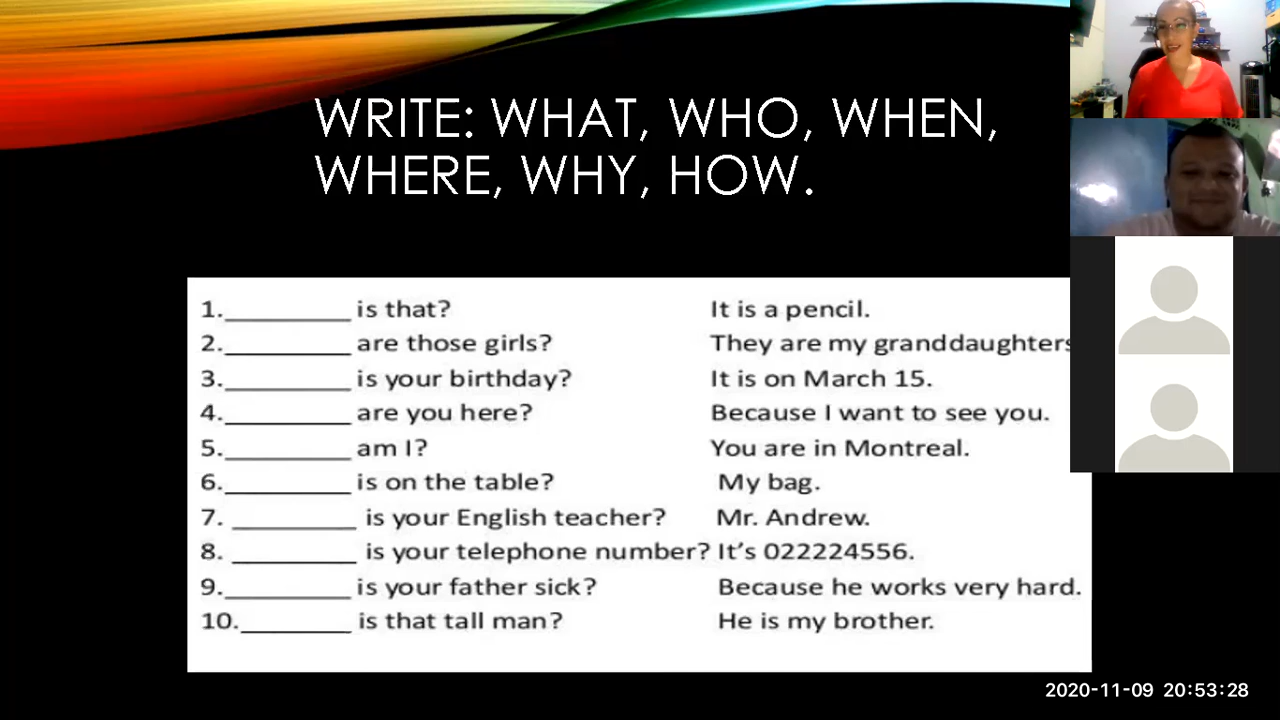 WRITE: WHAT, WHO, WHEN,
WHERE, WHY, HOW.
1.__________ is that? It is a pencil.
2.__________ are those girls? They are my granddaughters
3.__________ is your birthday? It is on March 15.
4.__________ are you here? Because I want to see you.
5.__________ am I? You are in Montreal.
6.__________ is on the table? My bag.
7. __________ is your English teacher? Mr. Andrew.
8. __________ is your telephone number? It's 022224556.
9.__________ is your father sick? Because he works very hard.
10._________ is that tall man? He is my brother.
2020-11-09 20:53:28